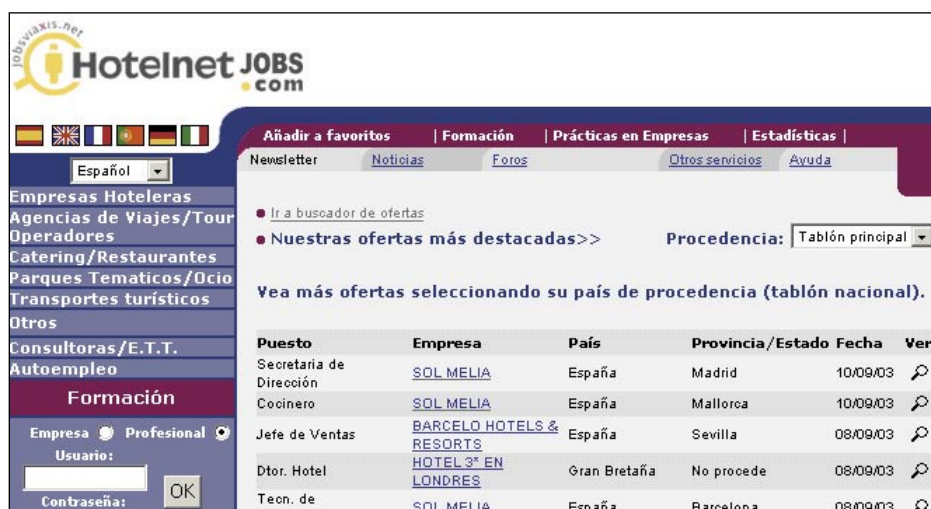 jobsviaxis.net
Hotelnet JOBS
.com
Añadir a favoritos | Formación | Prácticas en Empresas | Estadísticas |
Newsletter Noticias Foros Otros servicios Ayuda
Español
Empresas Hoteleras
Agencias de Viajes/Tour
Operadores
Catering/Restaurantes
Parques Tematicos/Ocio
Transportes turísticos
Otros
Consultoras/E.T.T.
Autoempleo
Formación
Empresa Profesional
Usuario:
OK
Contraseña:
Ir a buscador de ofertas
Nuestras ofertas más destacadas>> Procedencia: Tablón principal
Vea más ofertas seleccionando su país de procedencia (tablón nacional).
Puesto Empresa País Provincia/Estado Fecha Ver
Secretaria de
Dirección SOL MELIA España Madrid 10/09/03
Cocinero SOL MELIA España Mallorca 10/09/03
Jefe de Ventas BARCELO HOTELS &
RESORTS España Sevilla 08/09/03
Dtor. Hotel HOTEL 3* EN
LONDRES Gran Bretaña No procede 08/09/03
Tecn. de
SOL MELIA España Barcelona 08/09/03